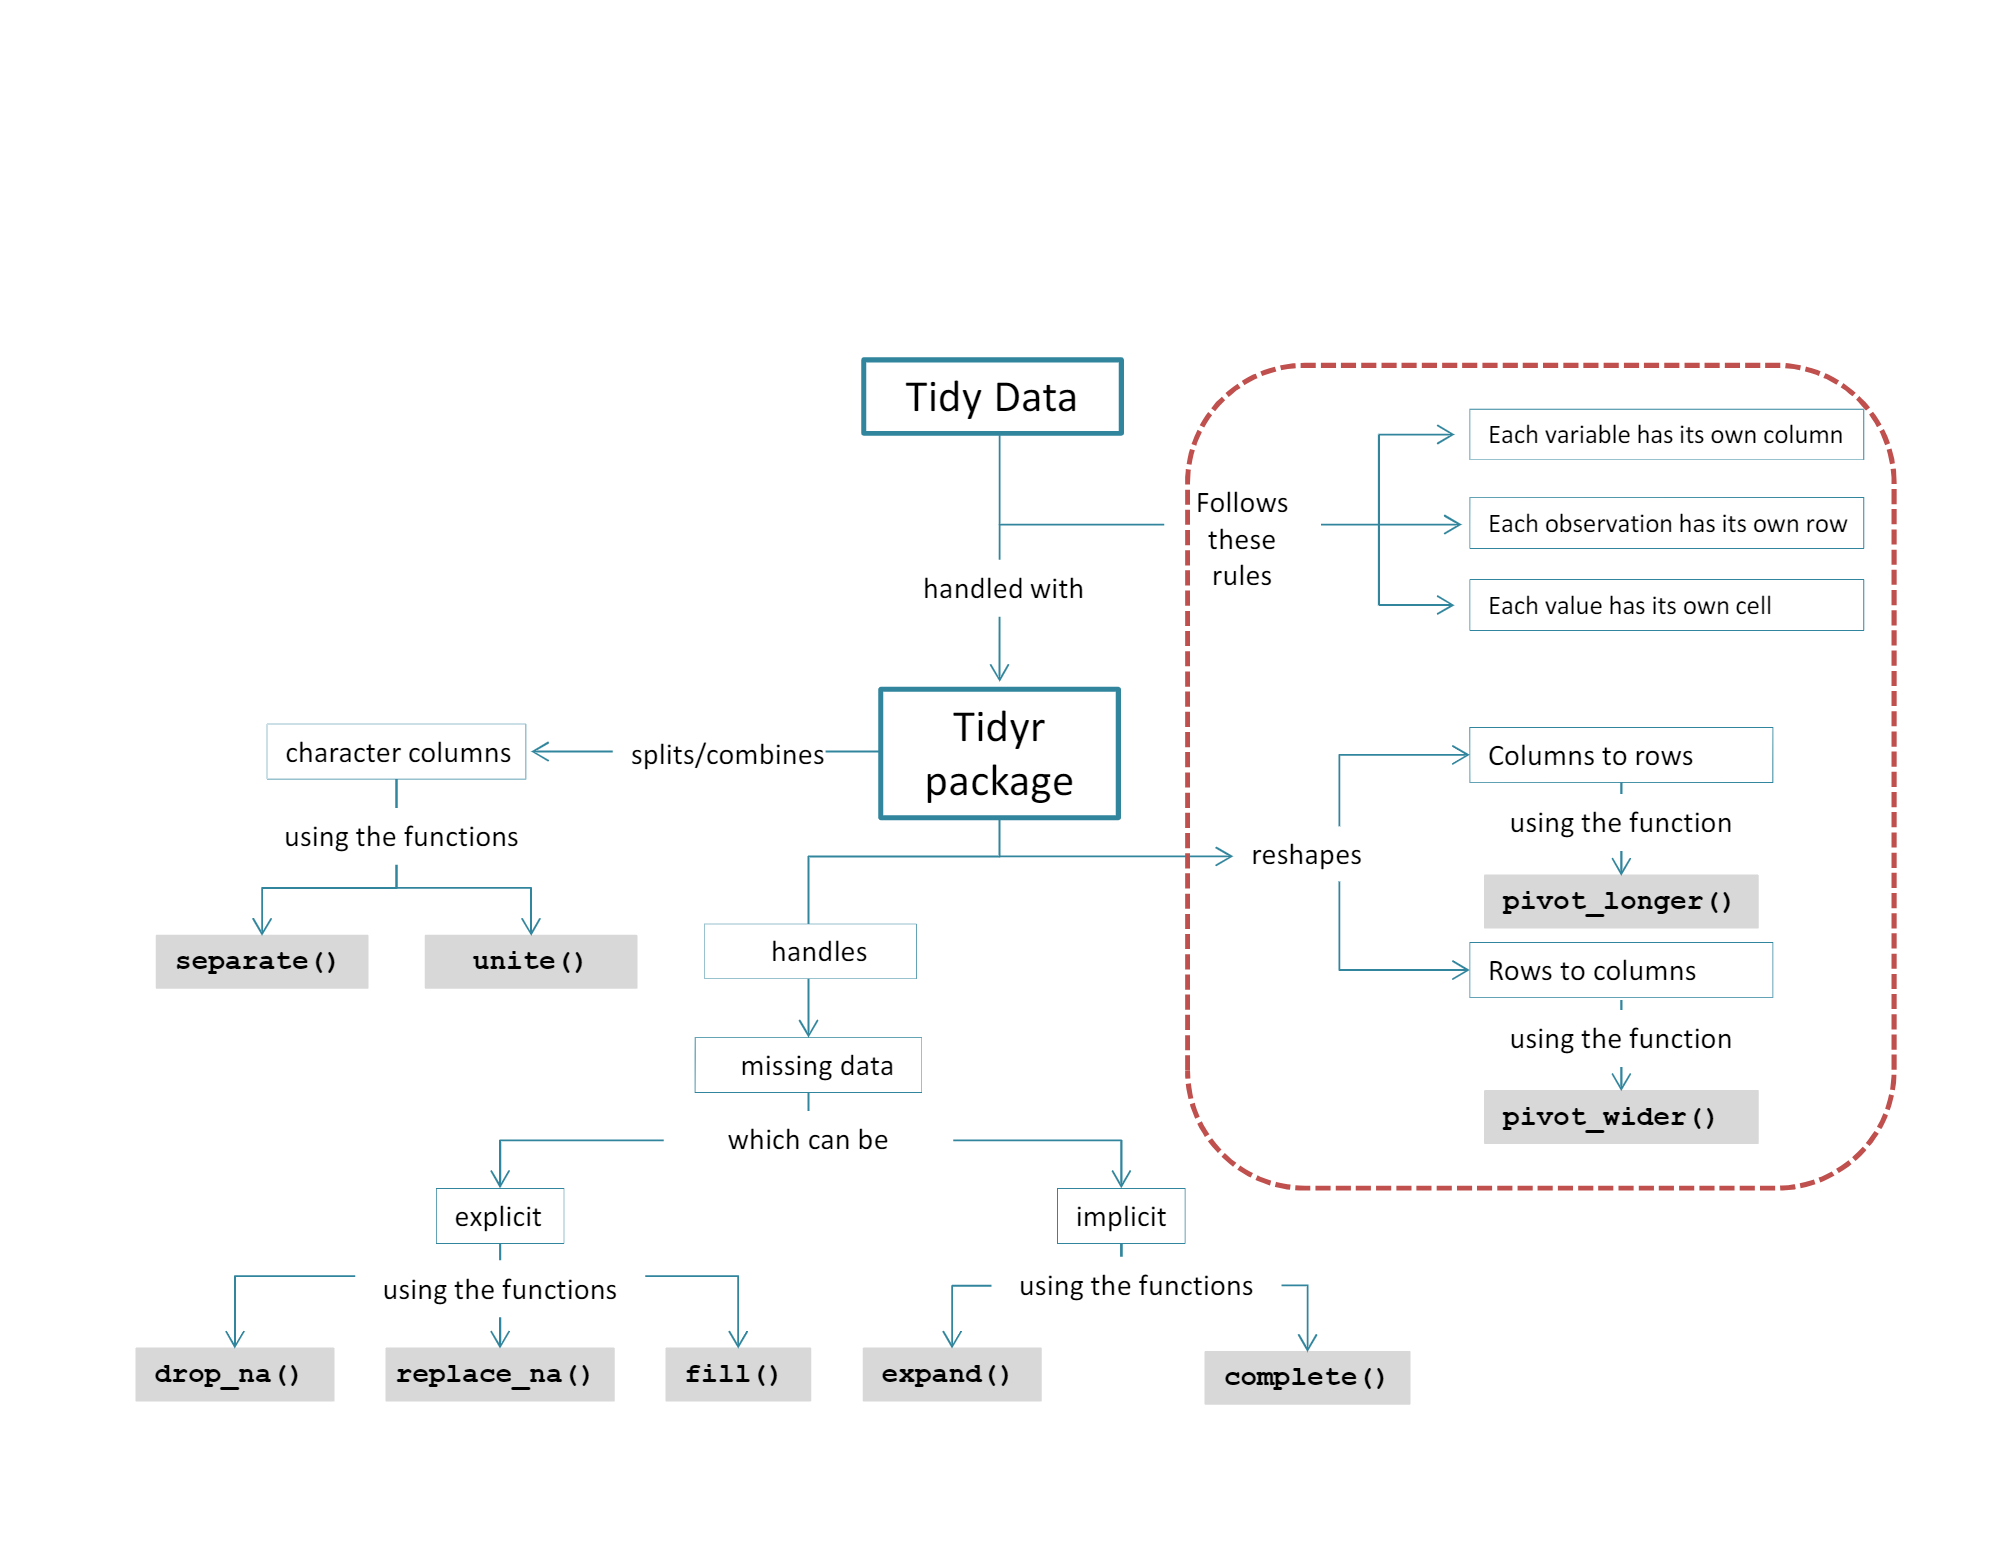 Tidy Data
Each variable has its own column
Follows
these
rules
Each observation has its own row
Each value has its own cell
handled with
Tidyr
package
splits/combines
character columns
using the functions
separate()
unite()
reshapes
Columns to rows
using the function
pivot_longer()
Rows to columns
using the function
pivot_wider()
handles
missing data
which can be
explicit
using the functions
drop_na()
replace_na()
fill()
implicit
using the functions
expand()
complete()